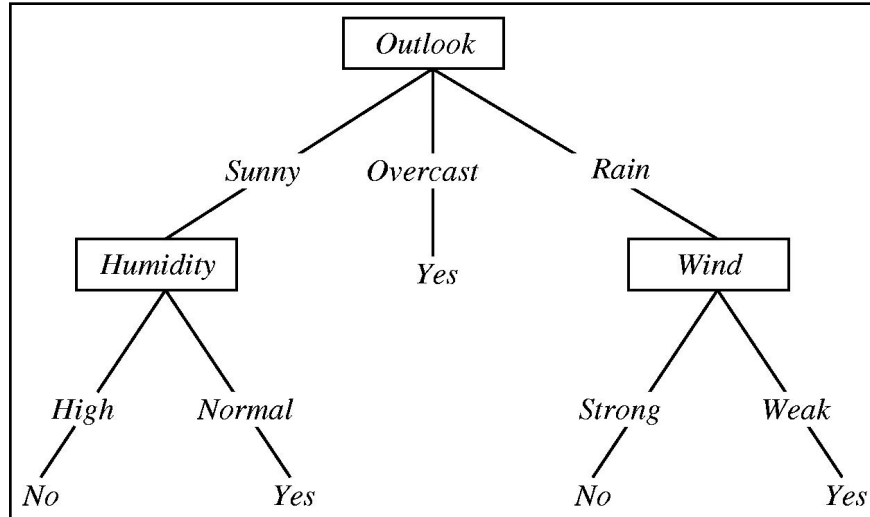 Outlook
Sunny Overcast Rain
Humidity Yes Wind
High Normal Strong Weak
No Yes No Yes